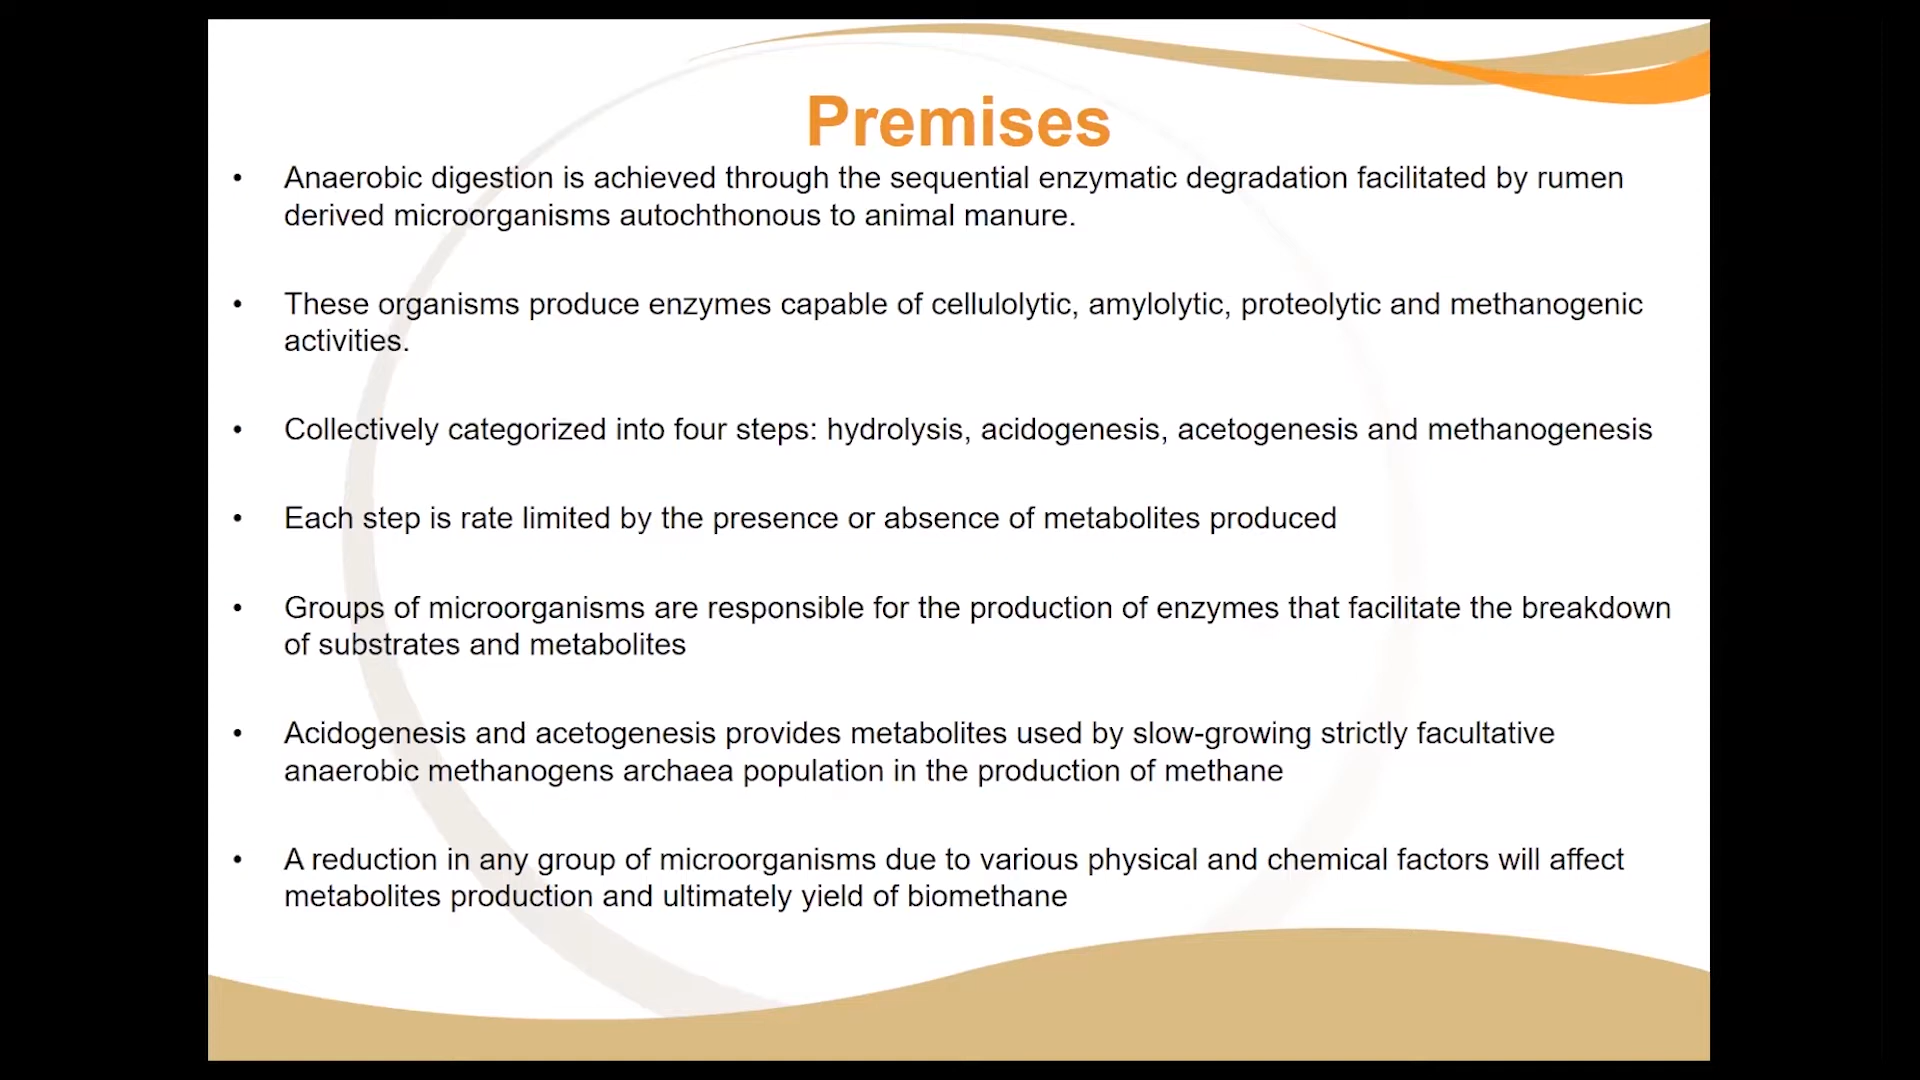 Premises
• Anaerobic digestion is achieved through the sequential enzymatic degradation facilitated by rumen
derived microorganisms autochthonous to animal manure.
• These organisms produce enzymes capable of cellulolytic, amylolytic, proteolytic and methanogenic
activities.
• Collectively categorized into four steps: hydrolysis, acidogenesis, acetogenesis and methanogenesis
• Each step is rate limited by the presence or absence of metabolites produced
• Groups of microorganisms are responsible for the production of enzymes that facilitate the breakdown
of substrates and metabolites
• Acidogenesis and acetogenesis provides metabolites used by slow-growing strictly facultative
anaerobic methanogens archaea population in the production of methane
• A reduction in any group of microorganisms due to various physical and chemical factors will affect
metabolites production and ultimately yield of biomethane